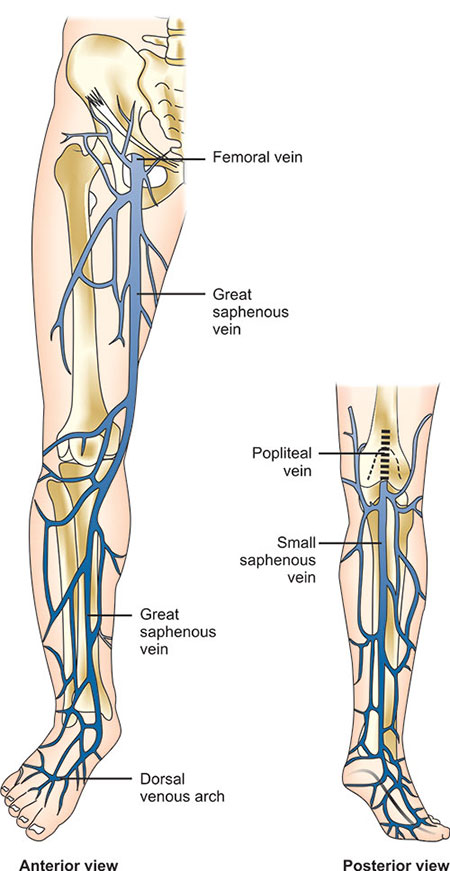 Femoral vein
Great
saphenous
vein
Popliteal
vein
Small
saphenous
vein
Great
saphenous
vein
Dorsal
venous arch
Anterior view
Posterior view